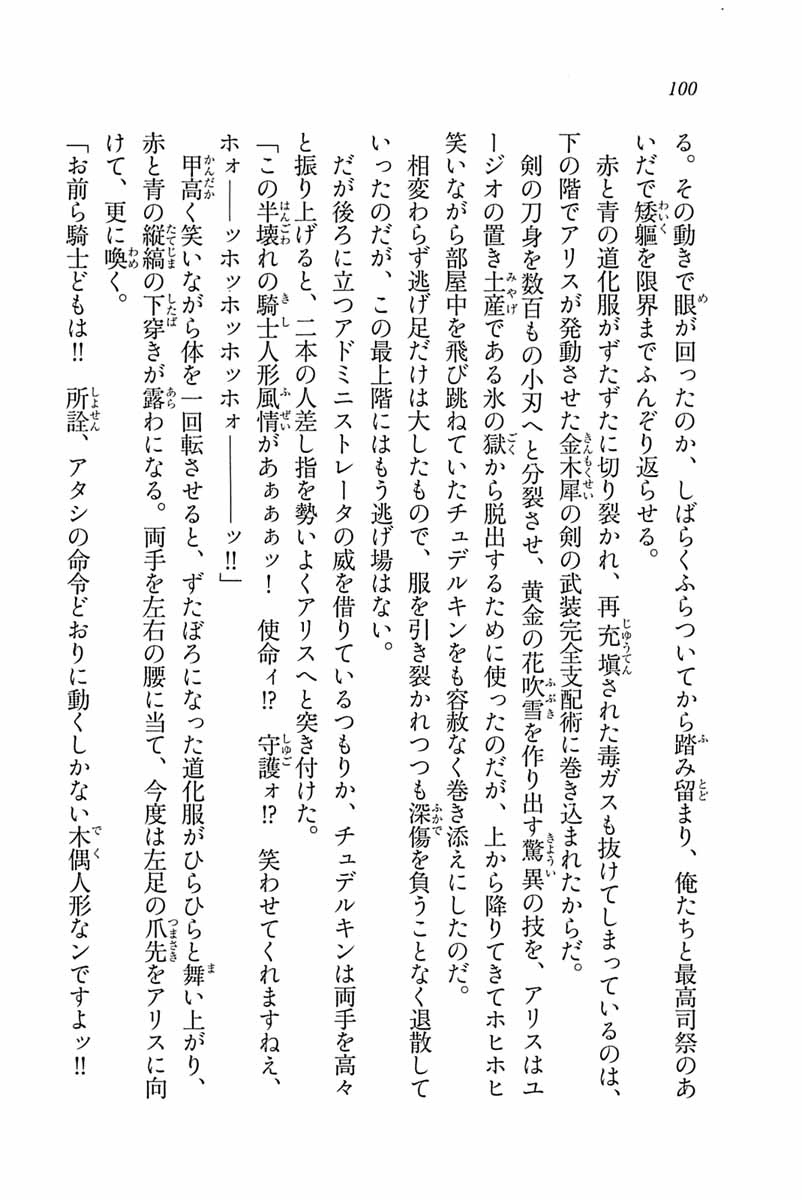 100
る。その動きで眼が回ったのか、しばらくふらついてから踏み留まり、俺たちと最高司祭のあ
いだで矮軀を限界までふんぞり返らせる。
　赤と青の道化服がずたずたに切り裂かれ、再充塡された毒ガスも抜けてしまっているのは、
下の階でアリスが発動させた金木犀の剣の武装完全支配術に巻き込まれたからだ。
　剣の刀身を数百もの小刃へと分裂させ、黄金の花吹雪を作り出す驚異の技を、アリスはユ
ージオの置き土産である氷の獄から脱出するために使ったのだが、上から降りてきてホヒホヒ
笑いながら部屋中を飛び跳ねていたチュデルキンをも容赦なく巻き添えにしたのだ。
　相変わらず逃げ足だけは大したもので、服を引き裂かれつつも深傷を負うことなく退散して
いったのだが、この最上階にはもう逃げ場はない。
　だが後ろに立つアドミニストレータの威を借りているつもりか、チュデルキンは両手を高々
と振り上げると、二本の人差し指を勢いよくアリスへと突き付けた。
「この半壊れの騎士人形風情があぁぁぁッ！　使命ィ!?　守護ォ!?　笑わせてくれますねえ、
ホォ――ッホッホッホッホォ―――――ッ!!」
　甲高く笑いながら体を一回転させると、ずたぼろになった道化服がひらひらと舞い上がり、
赤と青の縦縞の下穿きが露わになる。両手を左右の腰に当て、今度は左足の爪先をアリスに向
けて、更に喚く。
「お前ら騎士どもは!!　所詮、アタシの命令どおりに動くしかない木偶人形なンですよッ!!